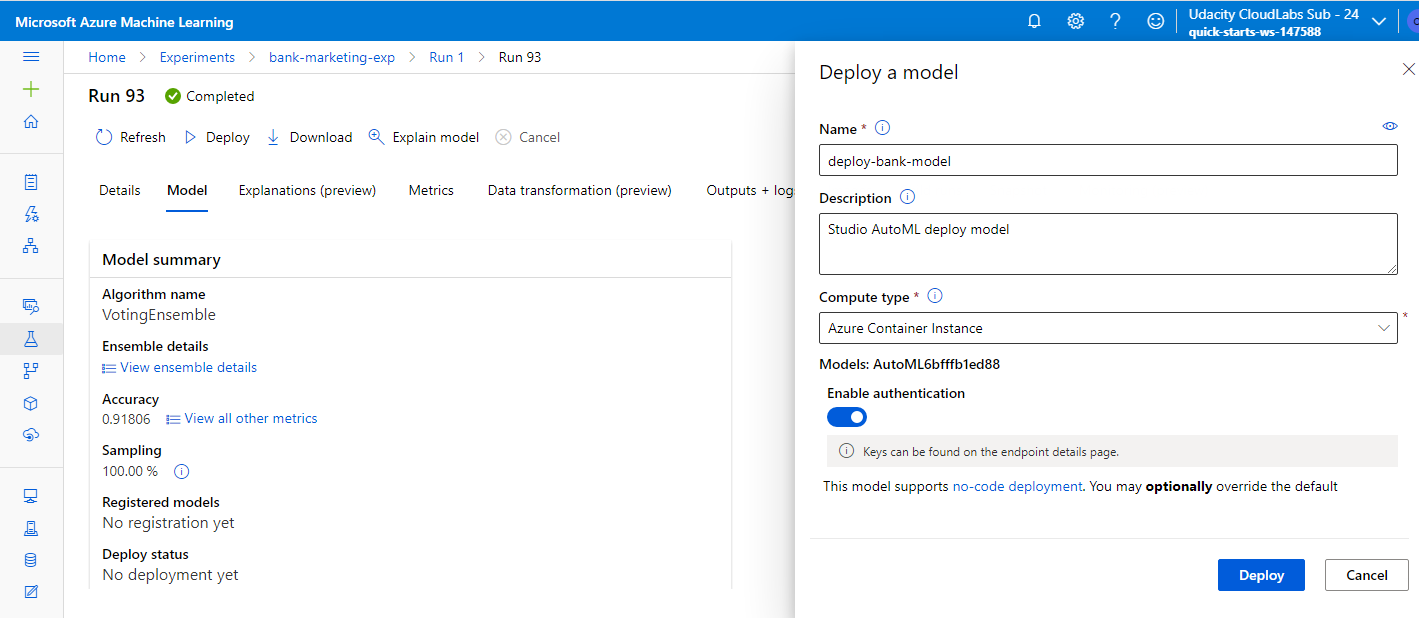 Microsoft Azure Machine Learning
Udacity CloudLabs Sub - 24
quick-starts-ws-147588
Home > Experiments > bank-marketing-exp > Run 1 > Run 93
Run 93 Completed
Refresh Deploy Download Explain model Cancel
Details Model Explanations (preview) Metrics Data transformation (preview) Outputs + logs
Model summary
Algorithm name
VotingEnsemble
Ensemble details
View ensemble details
Accuracy
0.91806 View all other metrics
Sampling
100.00 %
Registered models
No registration yet
Deploy status
No deployment yet
Deploy a model
Name *
deploy-bank-model
Description
Studio AutoML deploy model
Compute type *
Azure Container Instance *
Models: AutoML6bfffb1ed88
Enable authentication
Keys can be found on the endpoint details page.
This model supports no-code deployment. You may optionally override the default
Deploy Cancel